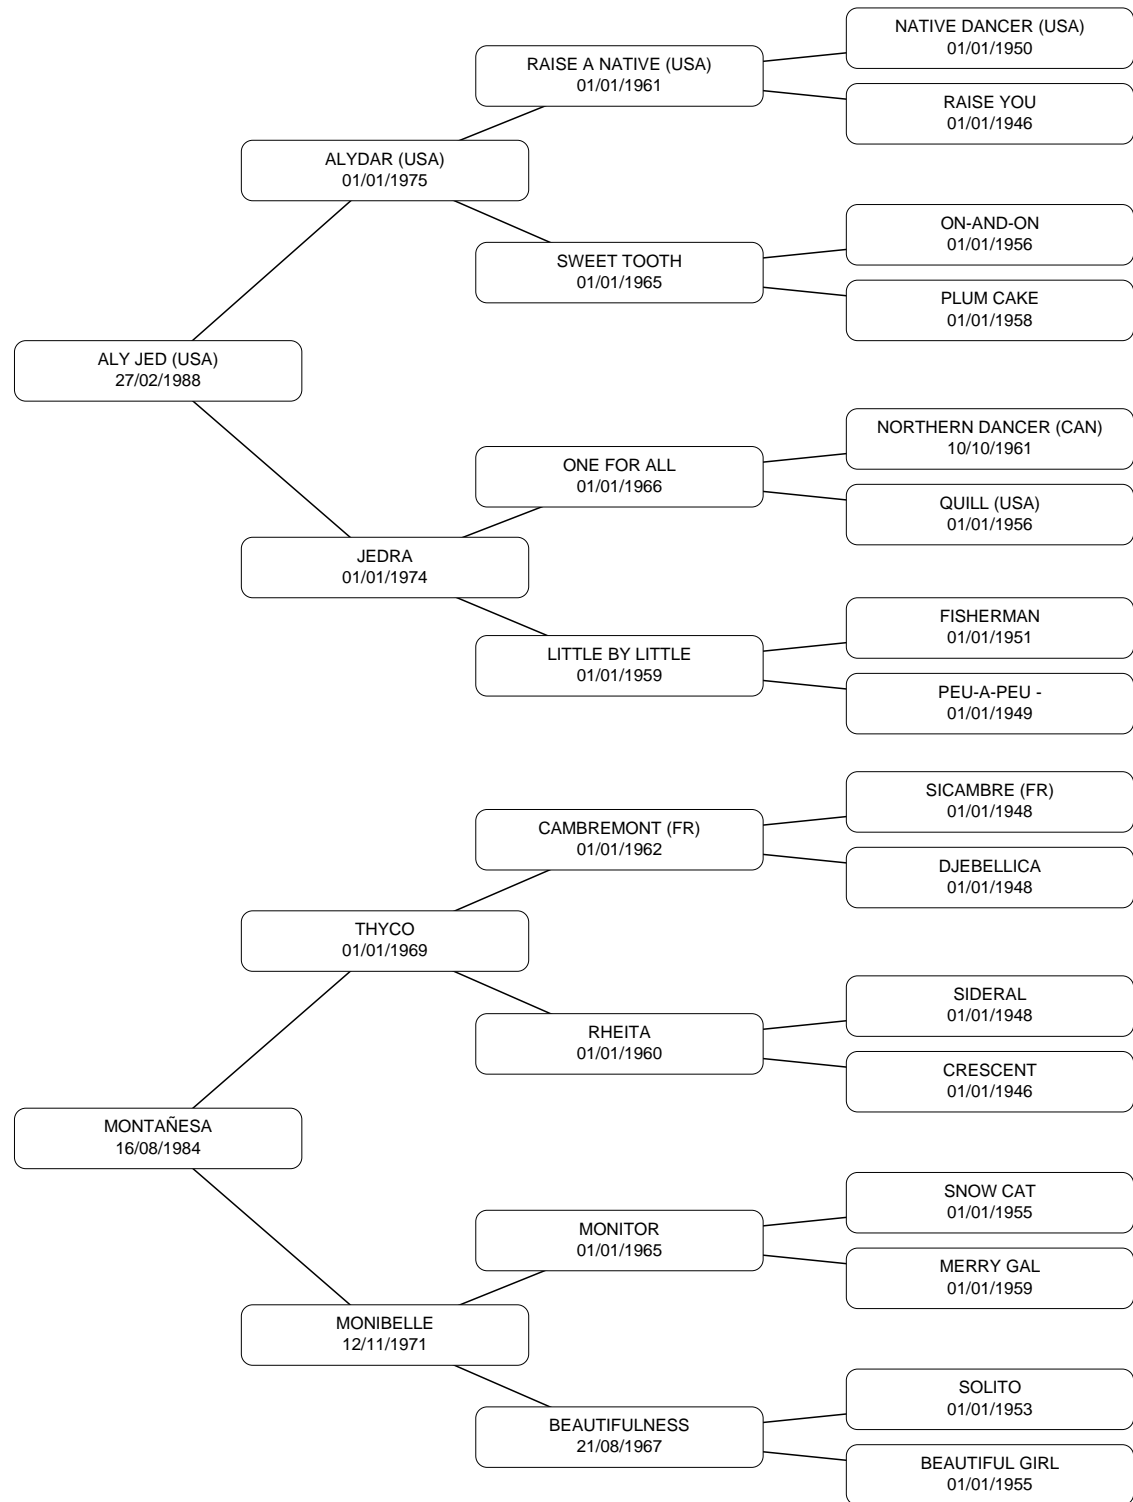 NATIVE DANCER (USA)
01/01/1950
RAISE A NATIVE (USA)
01/01/1961
RAISE YOU
01/01/1946
ALYDAR (USA)
01/01/1975
ON-AND-ON
01/01/1956
SWEET TOOTH
01/01/1965
PLUM CAKE
01/01/1958
ALY JED (USA)
27/02/1988
NORTHERN DANCER (CAN)
10/10/1961
ONE FOR ALL
01/01/1966
QUILL (USA)
01/01/1956
JEDRA
01/01/1974
FISHERMAN
01/01/1951
LITTLE BY LITTLE
01/01/1959
PEU-A-PEU -
01/01/1949
SICAMBRE (FR)
01/01/1948
CAMBREMONT (FR)
01/01/1962
DJEBELLICA
01/01/1948
THYCO
01/01/1969
SIDERAL
01/01/1948
RHEITA
01/01/1960
CRESCENT
01/01/1946
MONTAÑESA
16/08/1984
SNOW CAT
01/01/1955
MONITOR
01/01/1965
MERRY GAL
01/01/1959
MONIBELLE
12/11/1971
SOLITO
01/01/1953
BEAUTIFULNESS
21/08/1967
BEAUTIFUL GIRL
01/01/1955